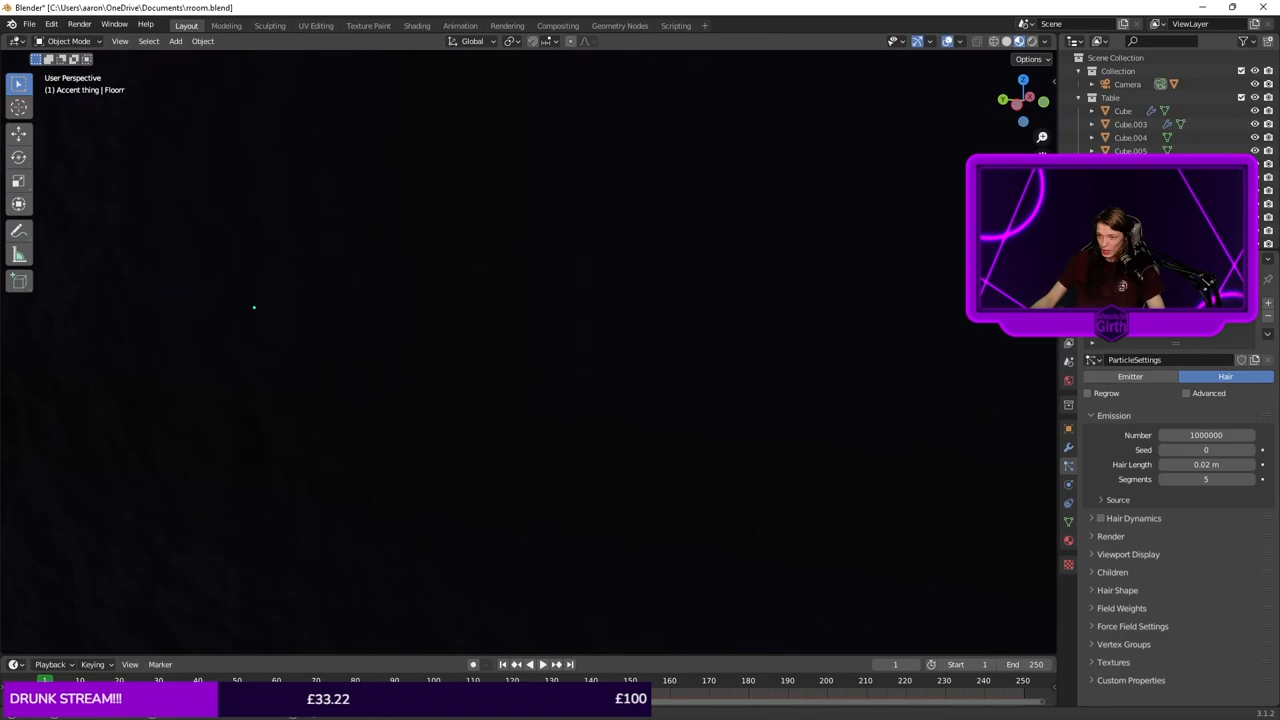 Blender* [C:\Users\aaron\OneDrive\Documents\rroom.blend]
File Edit Render Window Help Layout Modeling Sculpting UV Editing Texture Paint Shading Animation Rendering Compositing Geometry Nodes Scripting + Scene ViewLayer
Object Mode View Select Add Object Global
Options
User Perspective
(1) Accent thing | Floorr
Z
Y
X
Scene Collection
Collection
Camera
Table
Cube
Cube.003
Cube.004
Cube.005
Absolute
Girth
ParticleSettings
Emitter Hair
Regrow Advanced
Emission
Number 1000000
Seed 0
Hair Length 0.02 m
Segments 5
Source
Hair Dynamics
Render
Viewport Display
Children
Hair Shape
Field Weights
Force Field Settings
Vertex Groups
Textures
Custom Properties
Playback Keying View Marker 1 Start 1 End 250
1 10 20 30 40 50 60 70 80 90 100 110 120 130 140 150 160 170 180 190 200 210 220 230 240 250
DRUNK STREAM!!! £33.22 £100
3.1.2